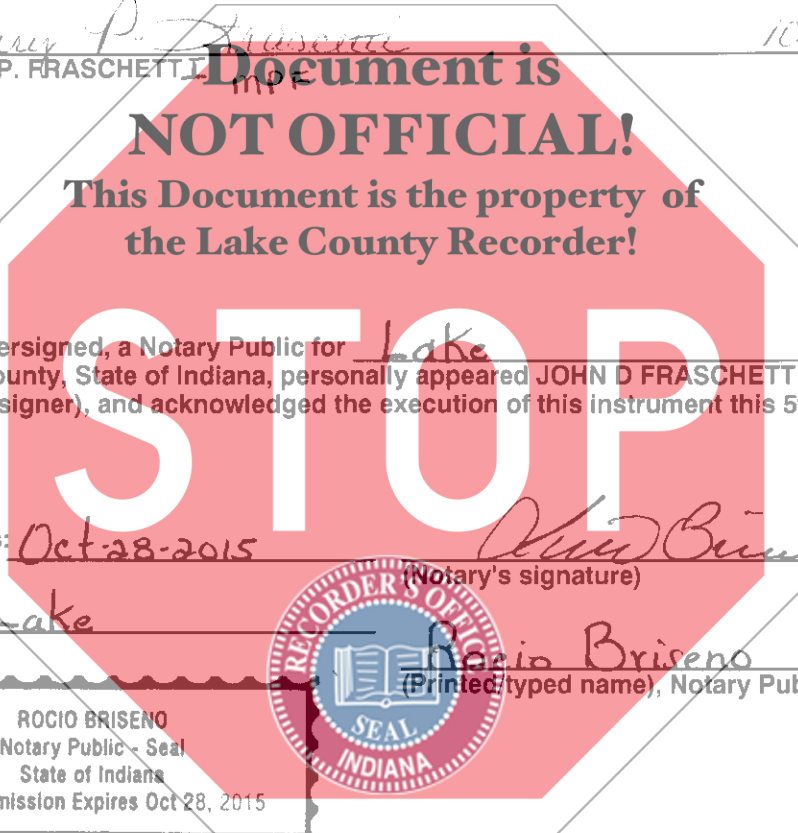 P. Fraschetti
P. FRASCHETTI
MPF
Document is
NOT OFFICIAL!
This Document is the property of
the Lake County Recorder!
STOP
ersigned, a Notary Public for Lake
ounty, State of Indiana, personally appeared JOHN D FRASCHETT
signer), and acknowledged the execution of this instrument this 5
s: Oct-28-2015
(Notary's signature)
Lake
Rocio Briseno
(Printed/typed name), Notary Pub
RECORDER'S OFFICE
SEAL
INDIANA
ROCIO BRISENO
Notary Public - Seal
State of Indiana
mission Expires Oct 28, 2015